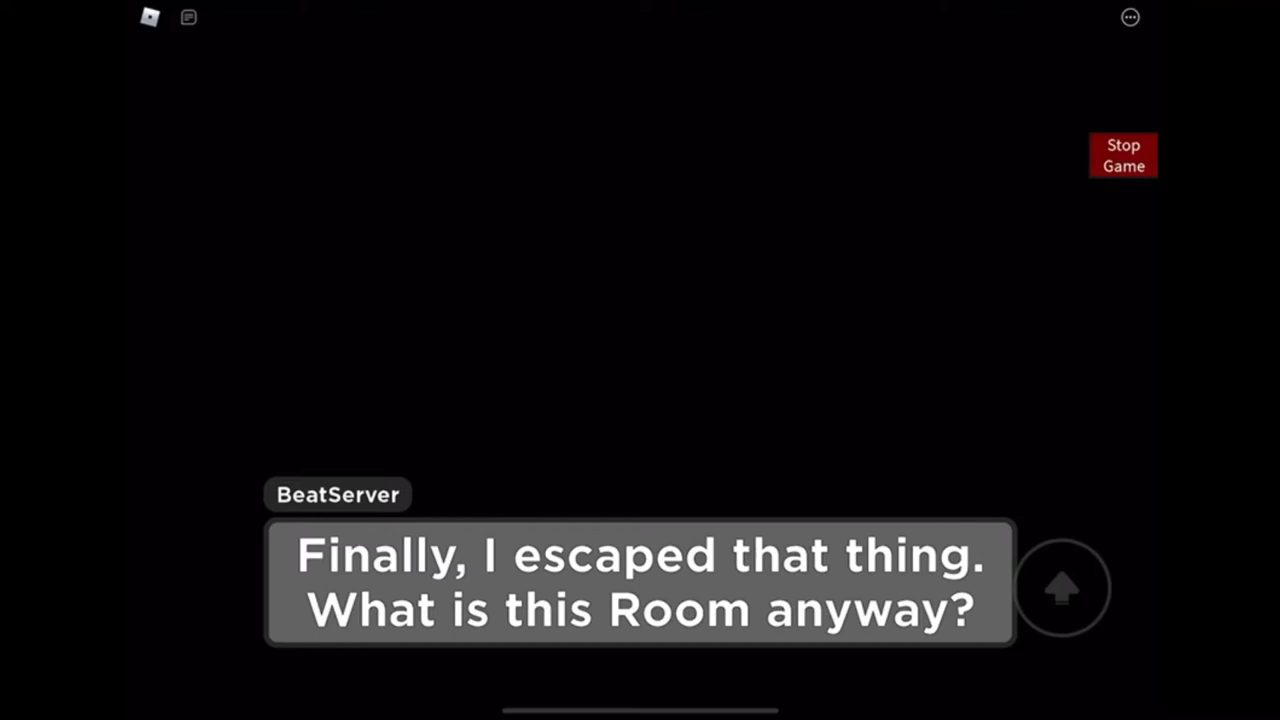 Stop
Game
BeatServer
Finally, I escaped that thing.
What is this Room anyway?